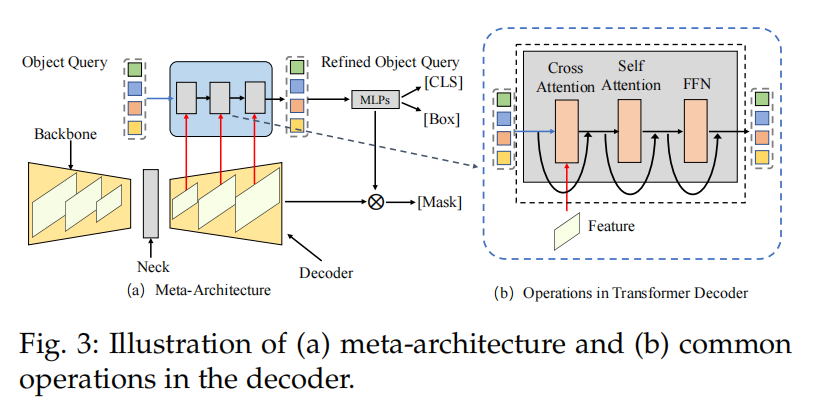 Object Query
Refined Object Query
[CLS]
MLPs
[Box]
Backbone
[Mask]
Neck
Decoder
(a) Meta-Architecture
Cross
Attention
Self
Attention
FFN
Feature
(b) Operations in Transformer Decoder
Fig. 3: Illustration of (a) meta-architecture and (b) common
operations in the decoder.